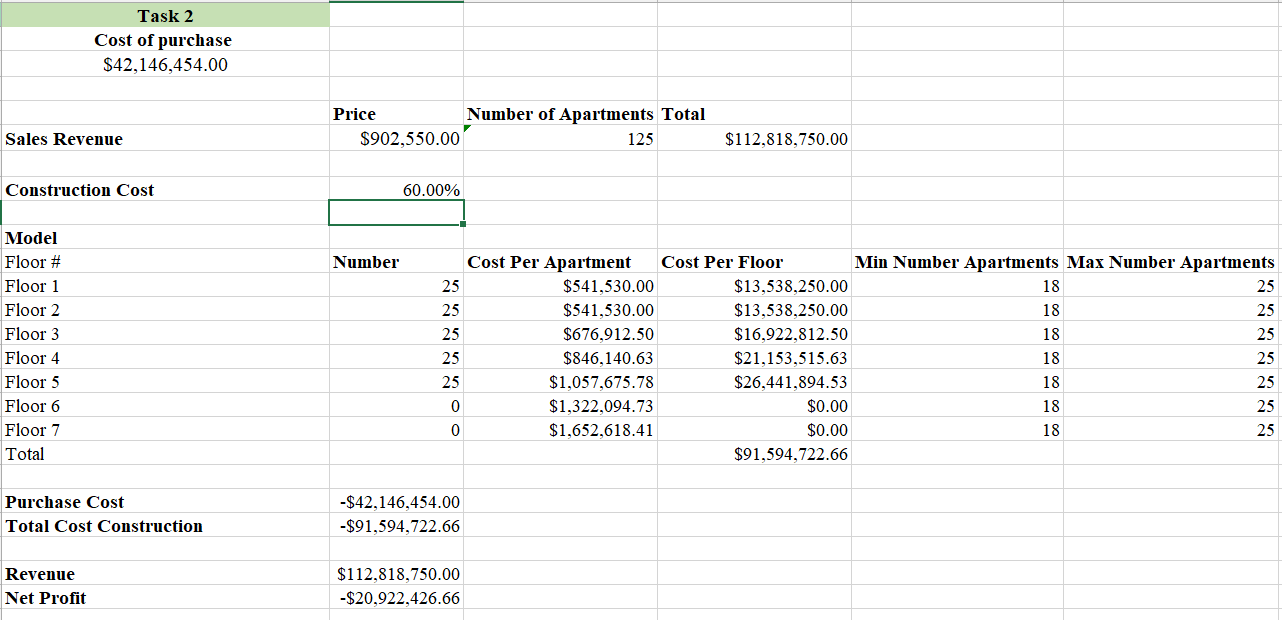 Task 2
Cost of purchase
$42,146,454.00
Price Number of Apartments Total
Sales Revenue $902,550.00 125 $112,818,750.00
Construction Cost 60.00%
Model
Floor # Number Cost Per Apartment Cost Per Floor Min Number Apartments Max Number Apartments
Floor 1 25 $541,530.00 $13,538,250.00 18 25
Floor 2 25 $541,530.00 $13,538,250.00 18 25
Floor 3 25 $676,912.50 $16,922,812.50 18 25
Floor 4 25 $846,140.63 $21,153,515.63 18 25
Floor 5 25 $1,057,675.78 $26,441,894.53 18 25
Floor 6 0 $1,322,094.73 $0.00 18 25
Floor 7 0 $1,652,618.41 $0.00 18 25
Total $91,594,722.66
Purchase Cost -$42,146,454.00
Total Cost Construction -$91,594,722.66
Revenue $112,818,750.00
Net Profit -$20,922,426.66